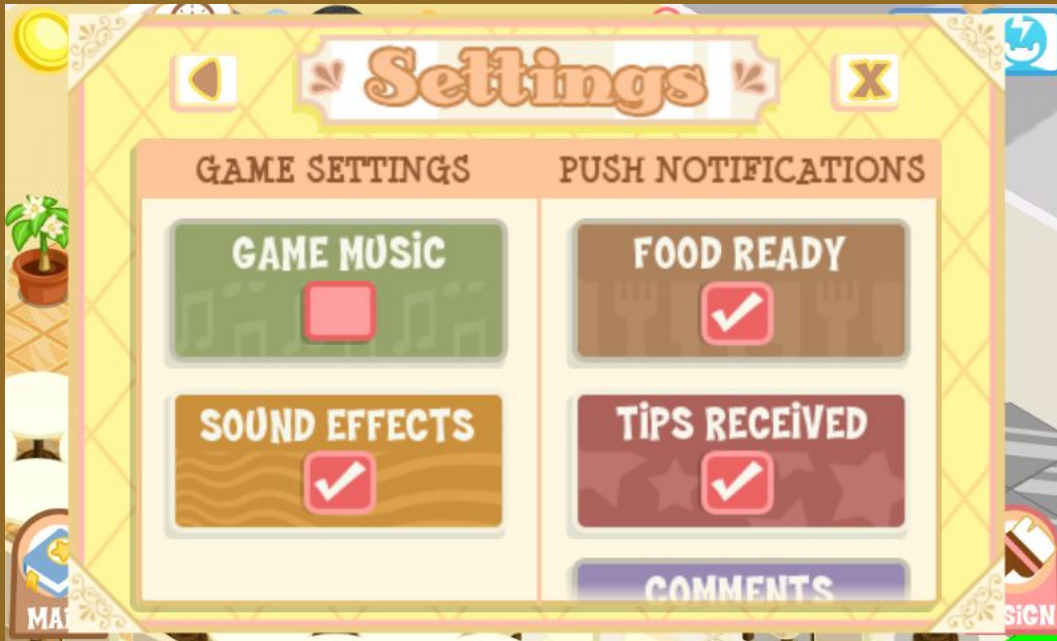 Settings
X
GAME SETTINGS
PUSH NOTIFICATIONS
GAME MUSiC
FOOD READY
SOUND EFFECTS
TiPS RECEiVED
COMMENTS